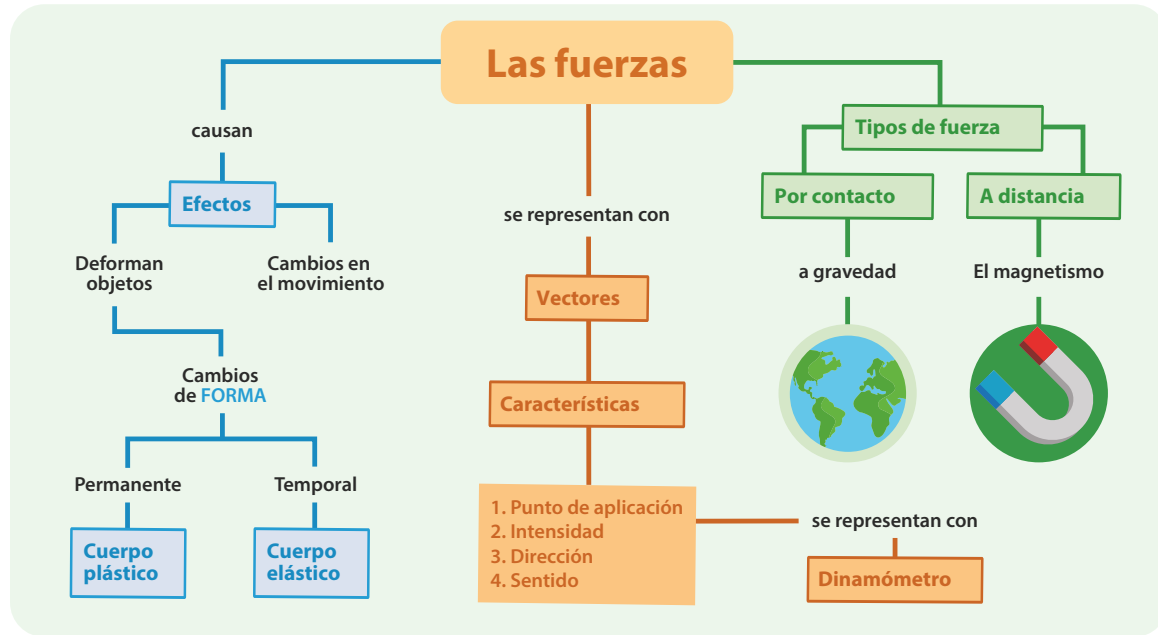 Las fuerzas
causan
Efectos
Deforman
objetos
Cambios en
el movimiento
Cambios
de FORMA
Permanente
Temporal
Cuerpo
plástico
Cuerpo
elástico
se representan con
Vectores
Características
1. Punto de aplicación
2. Intensidad
3. Dirección
4. Sentido
se representan con
Dinamómetro
Tipos de fuerza
Por contacto
A distancia
a gravedad
El magnetismo